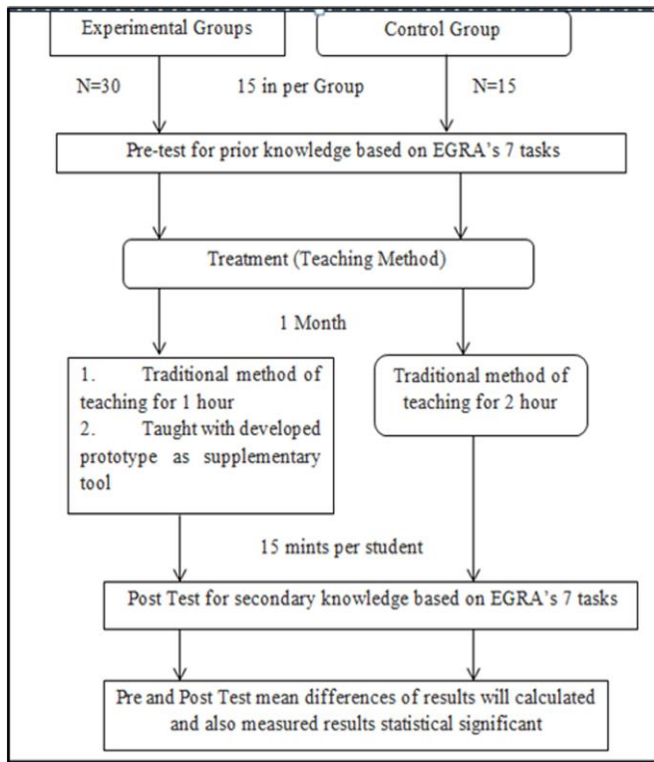 Experimental Groups
Control Group
N=30
15 in per Group
N=15
Pre-test for prior knowledge based on EGRA's 7 tasks
Treatment (Teaching Method)
1 Month
1. Traditional method of
teaching for 1 hour
2. Taught with developed
prototype as supplementary
tool
Traditional method of
teaching for 2 hour
15 mints per student
Post Test for secondary knowledge based on EGRA's 7 tasks
Pre and Post Test mean differences of results will calculated
and also measured results statistical significant